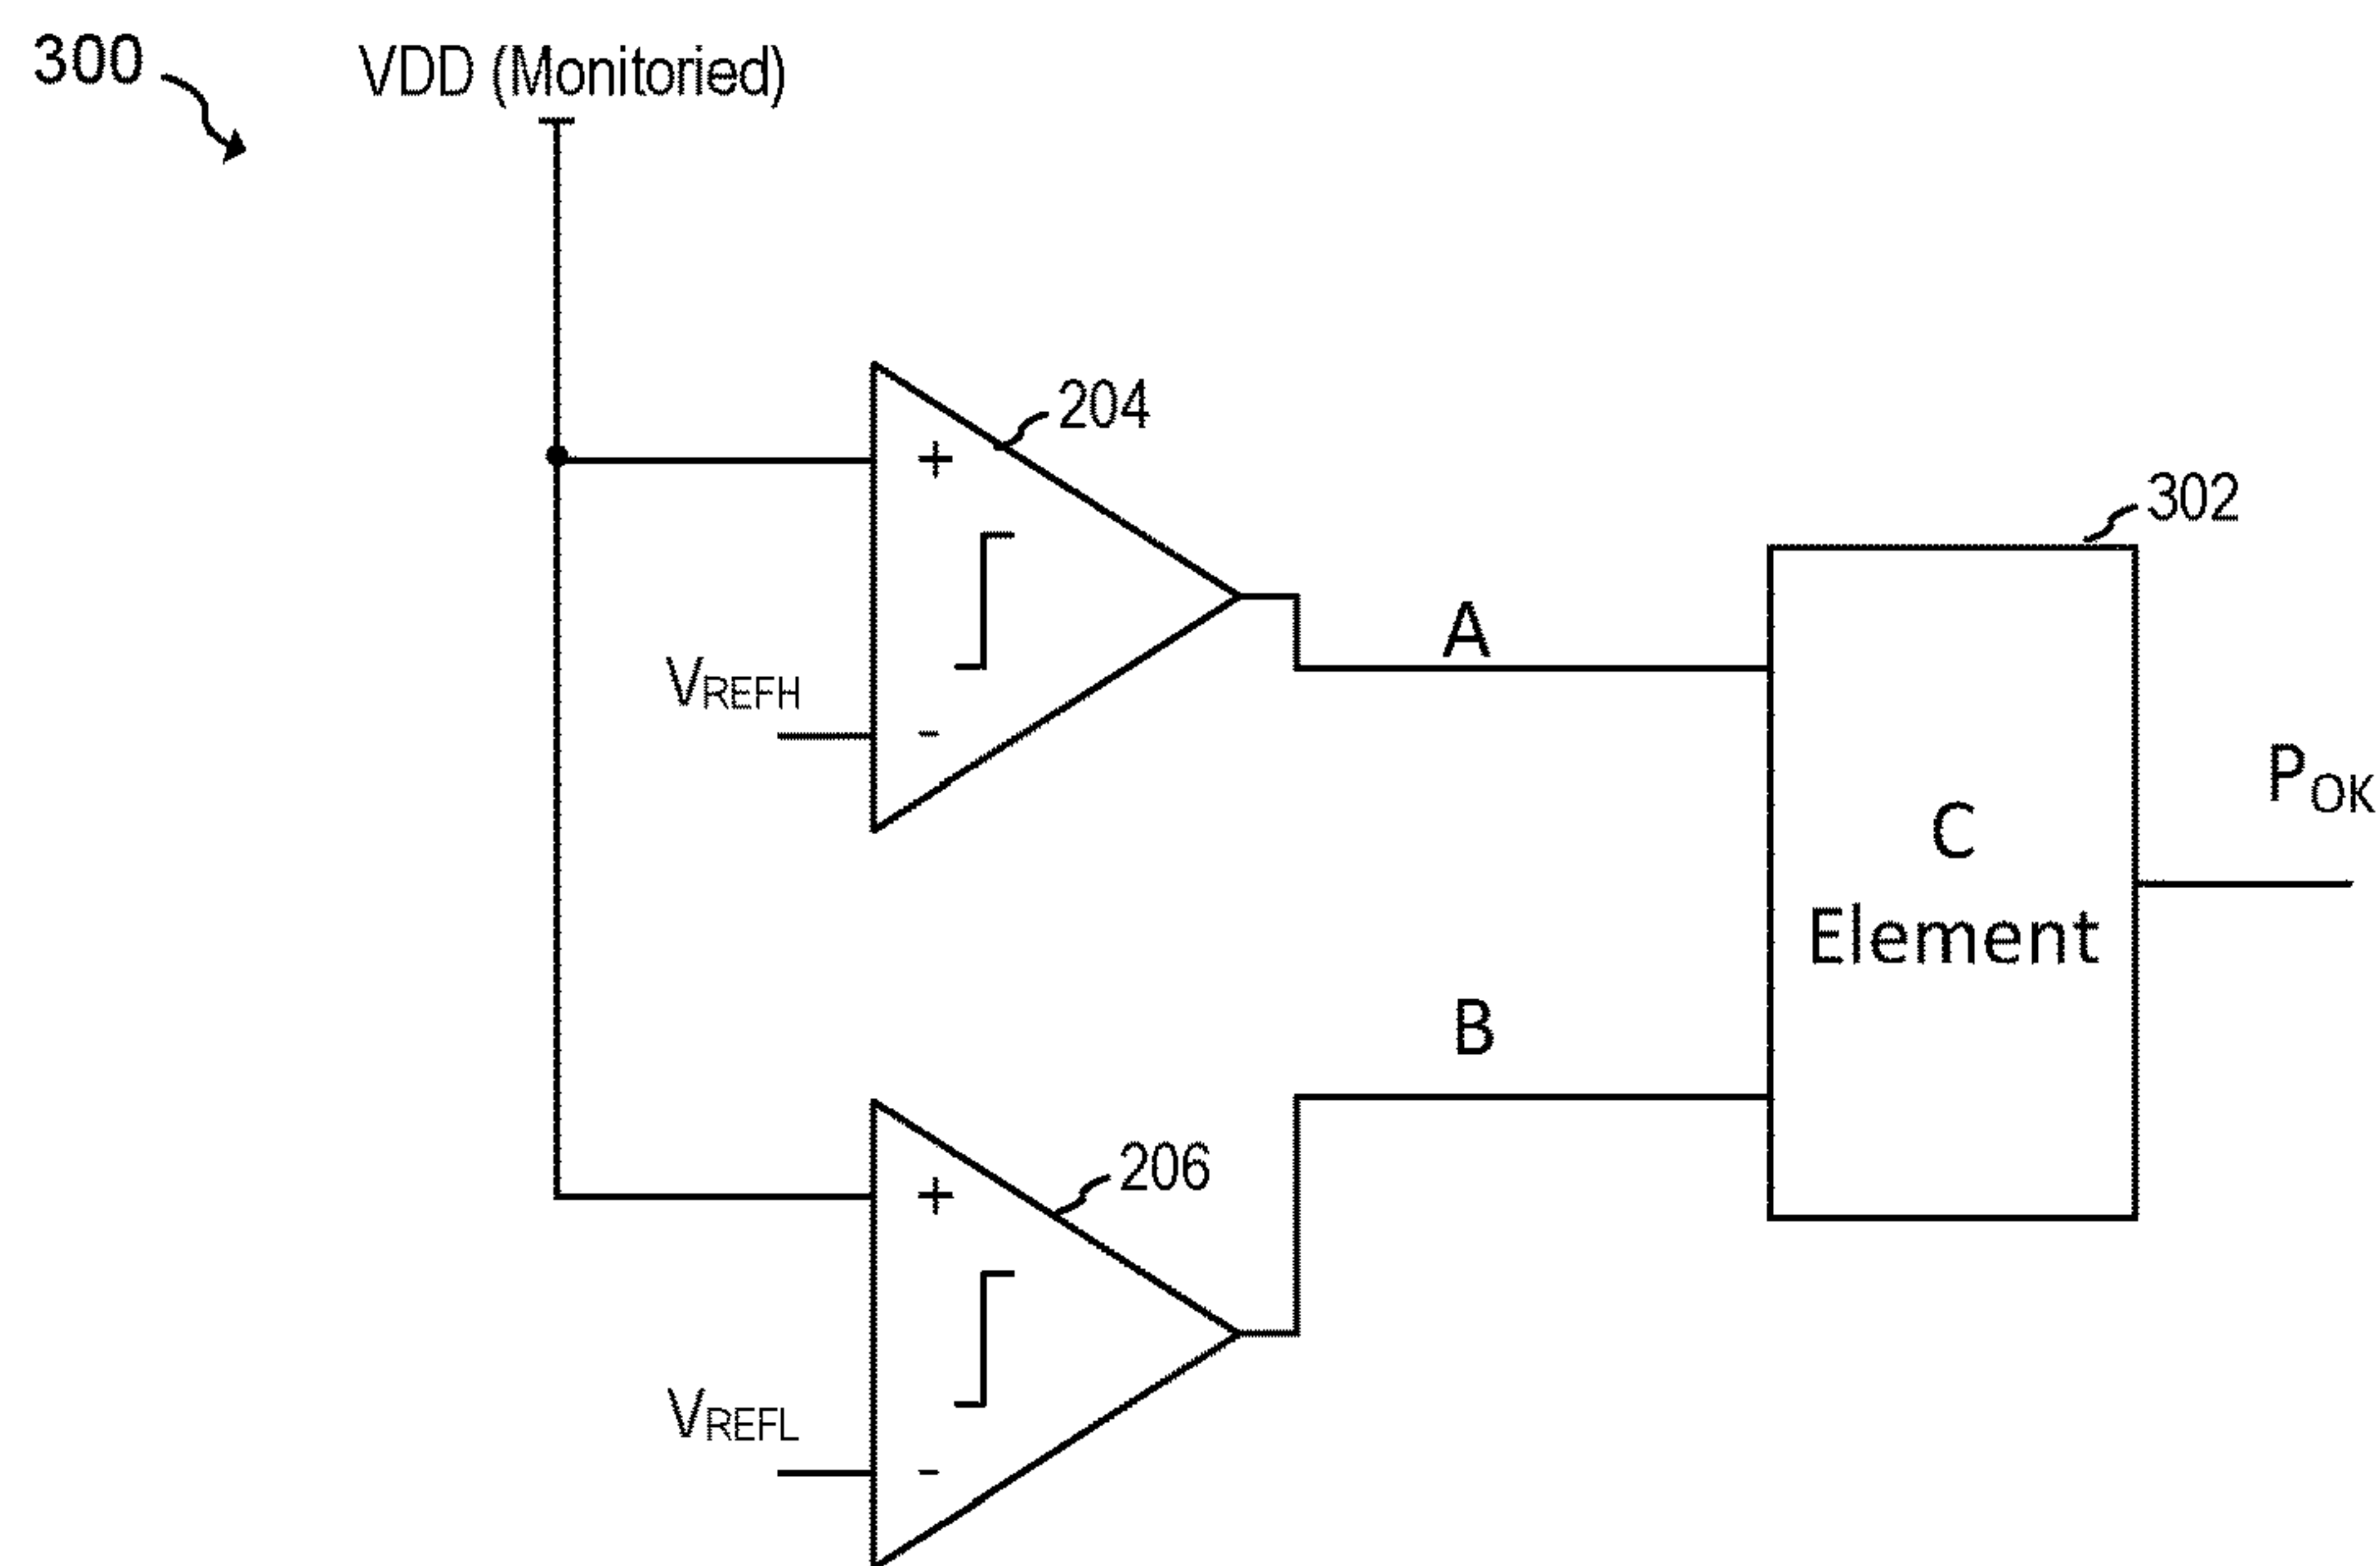 300
VDD (Monitoried)
204
+
VREFH
-
A
302
C
Element
POK
B
206
+
VREFL
-